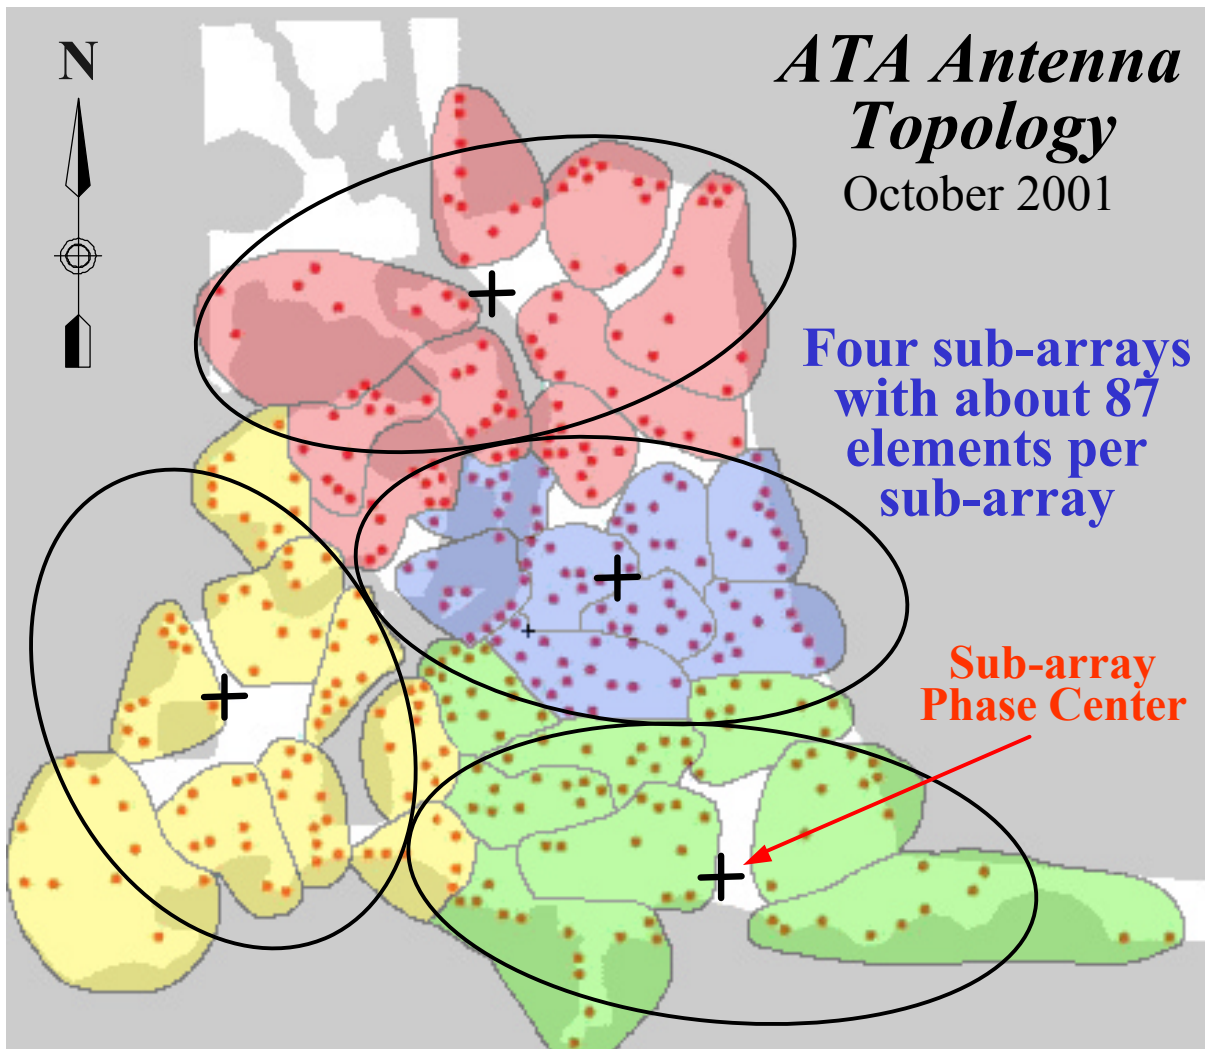 N
ATA Antenna
Topology
October 2001
Four sub-arrays
with about 87
elements per
sub-array
Sub-array
Phase Center